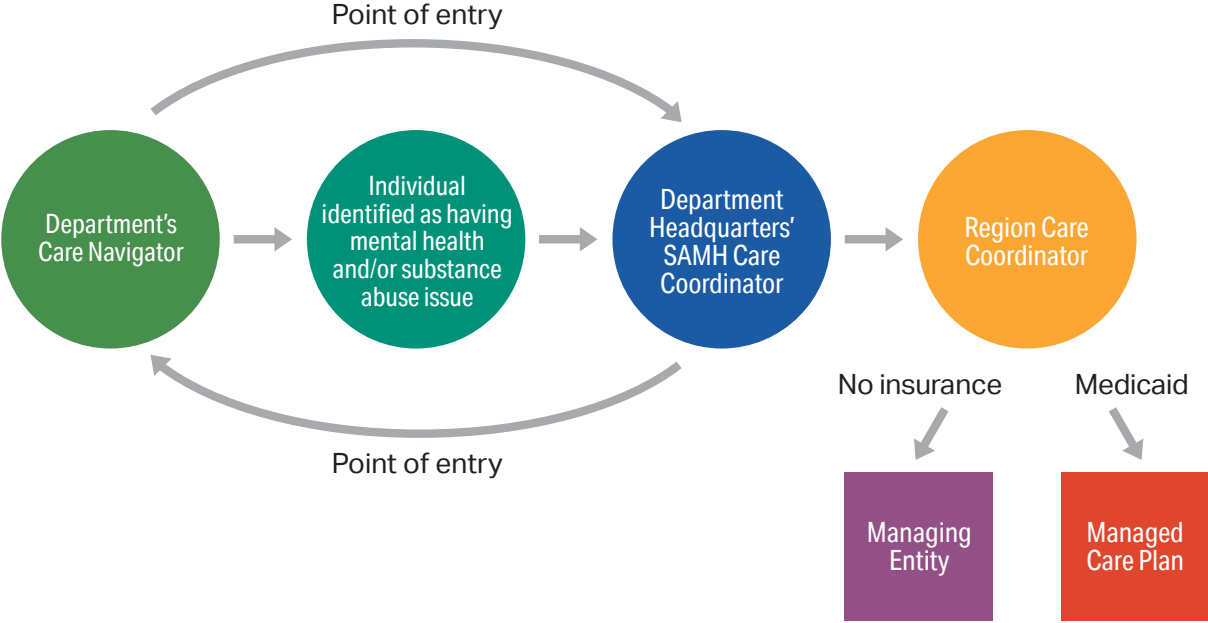 Point of entry
Department's
Care Navigator
Individual
identified as having
mental health
and/or substance
abuse issue
Department
Headquarters'
SAMH Care
Coordinator
Region Care
Coordinator
Point of entry
No insurance
Medicaid
Managing
Entity
Managed
Care Plan